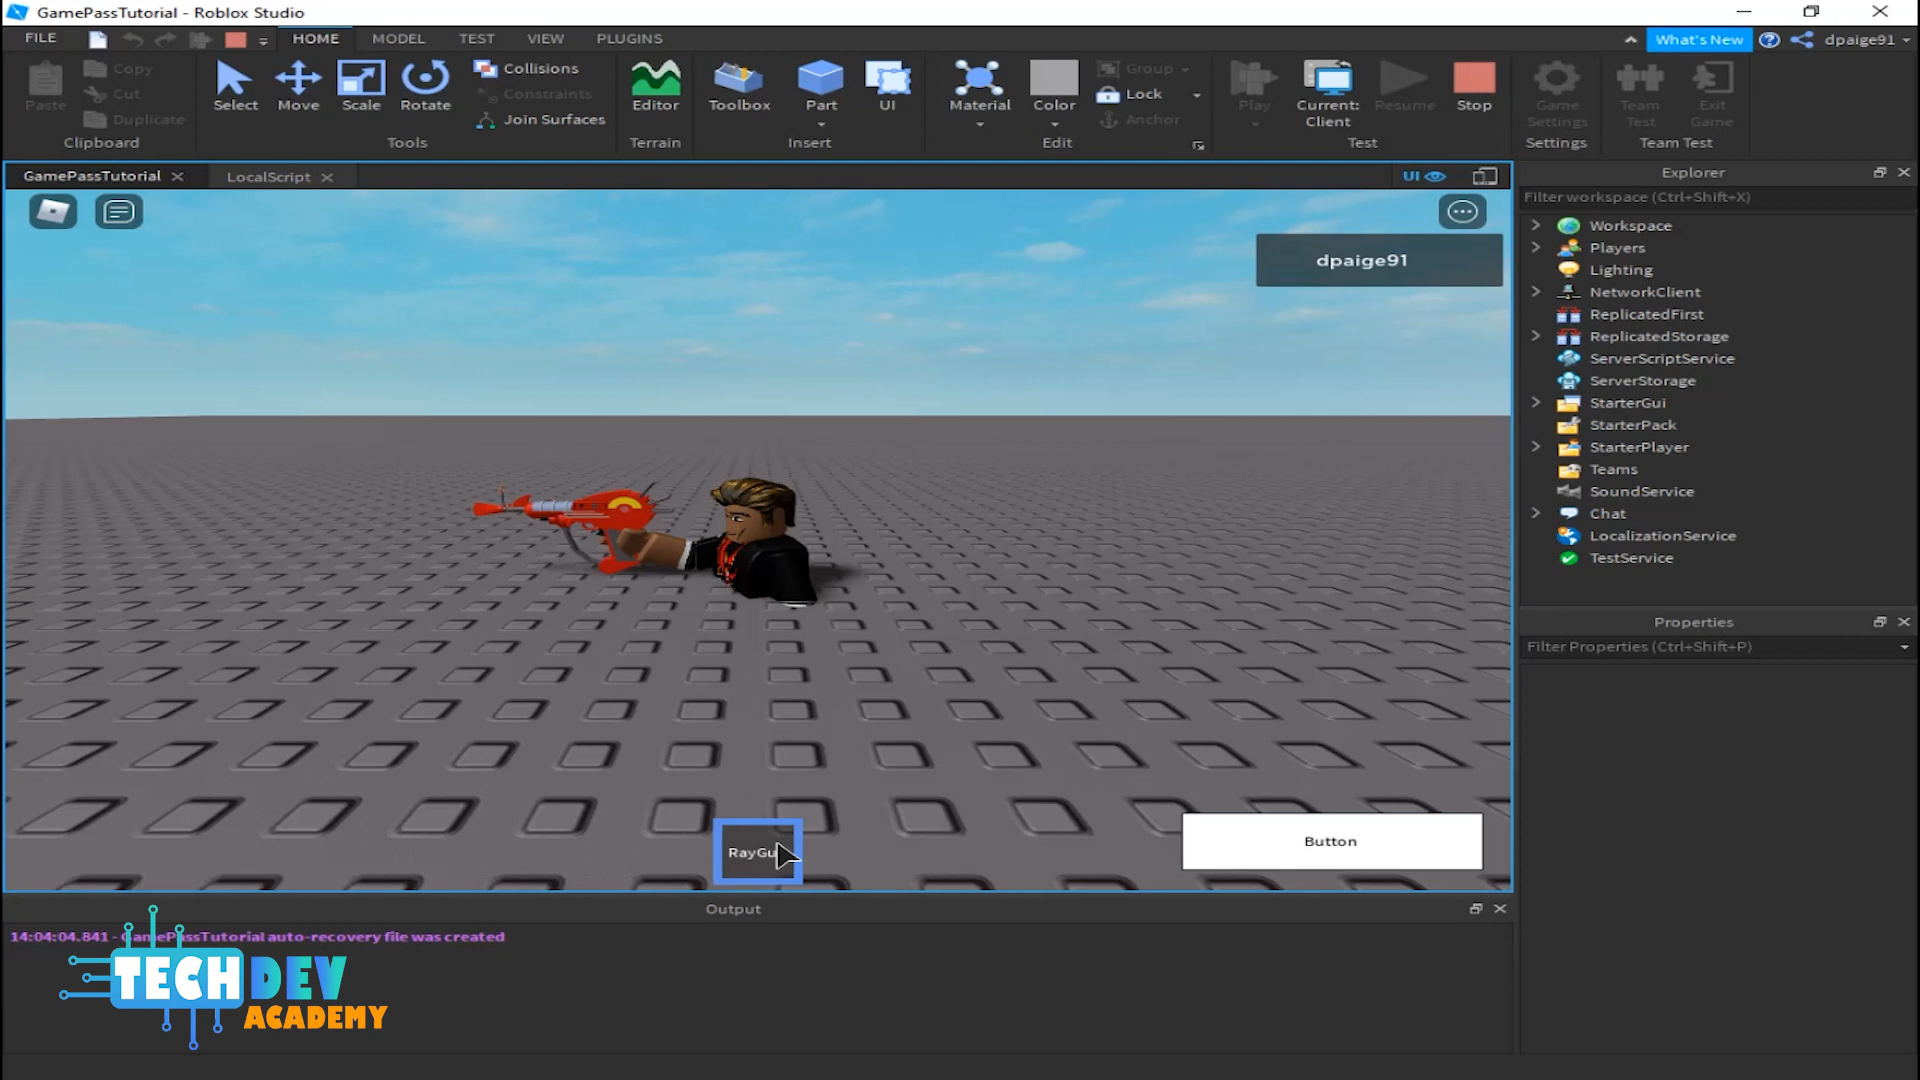 GamePassTutorial - Roblox Studio
FILE
HOME
MODEL
TEST
VIEW
PLUGINS
What's New
dpaige91
Paste
Copy
Cut
Duplicate
Clipboard
Select
Move
Scale
Rotate
Collisions
Constraints
Join Surfaces
Tools
Editor
Terrain
Toolbox
Part
UI
Insert
Material
Color
Group
Lock
Anchor
Edit
Play
Current:
Client
Resume
Stop
Test
Game
Settings
Settings
Team
Test
Exit
Game
Team Test
GamePassTutorial
LocalScript
UI
dpaige91
RayGu
Button
Explorer
Filter workspace (Ctrl+Shift+X)
Workspace
Players
Lighting
NetworkClient
ReplicatedFirst
ReplicatedStorage
ServerScriptService
ServerStorage
StarterGui
StarterPack
StarterPlayer
Teams
SoundService
Chat
LocalizationService
TestService
Properties
Filter Properties (Ctrl+Shift+P)
Output
14:04:04.841 - GamePassTutorial auto-recovery file was created
TECH DEV
ACADEMY